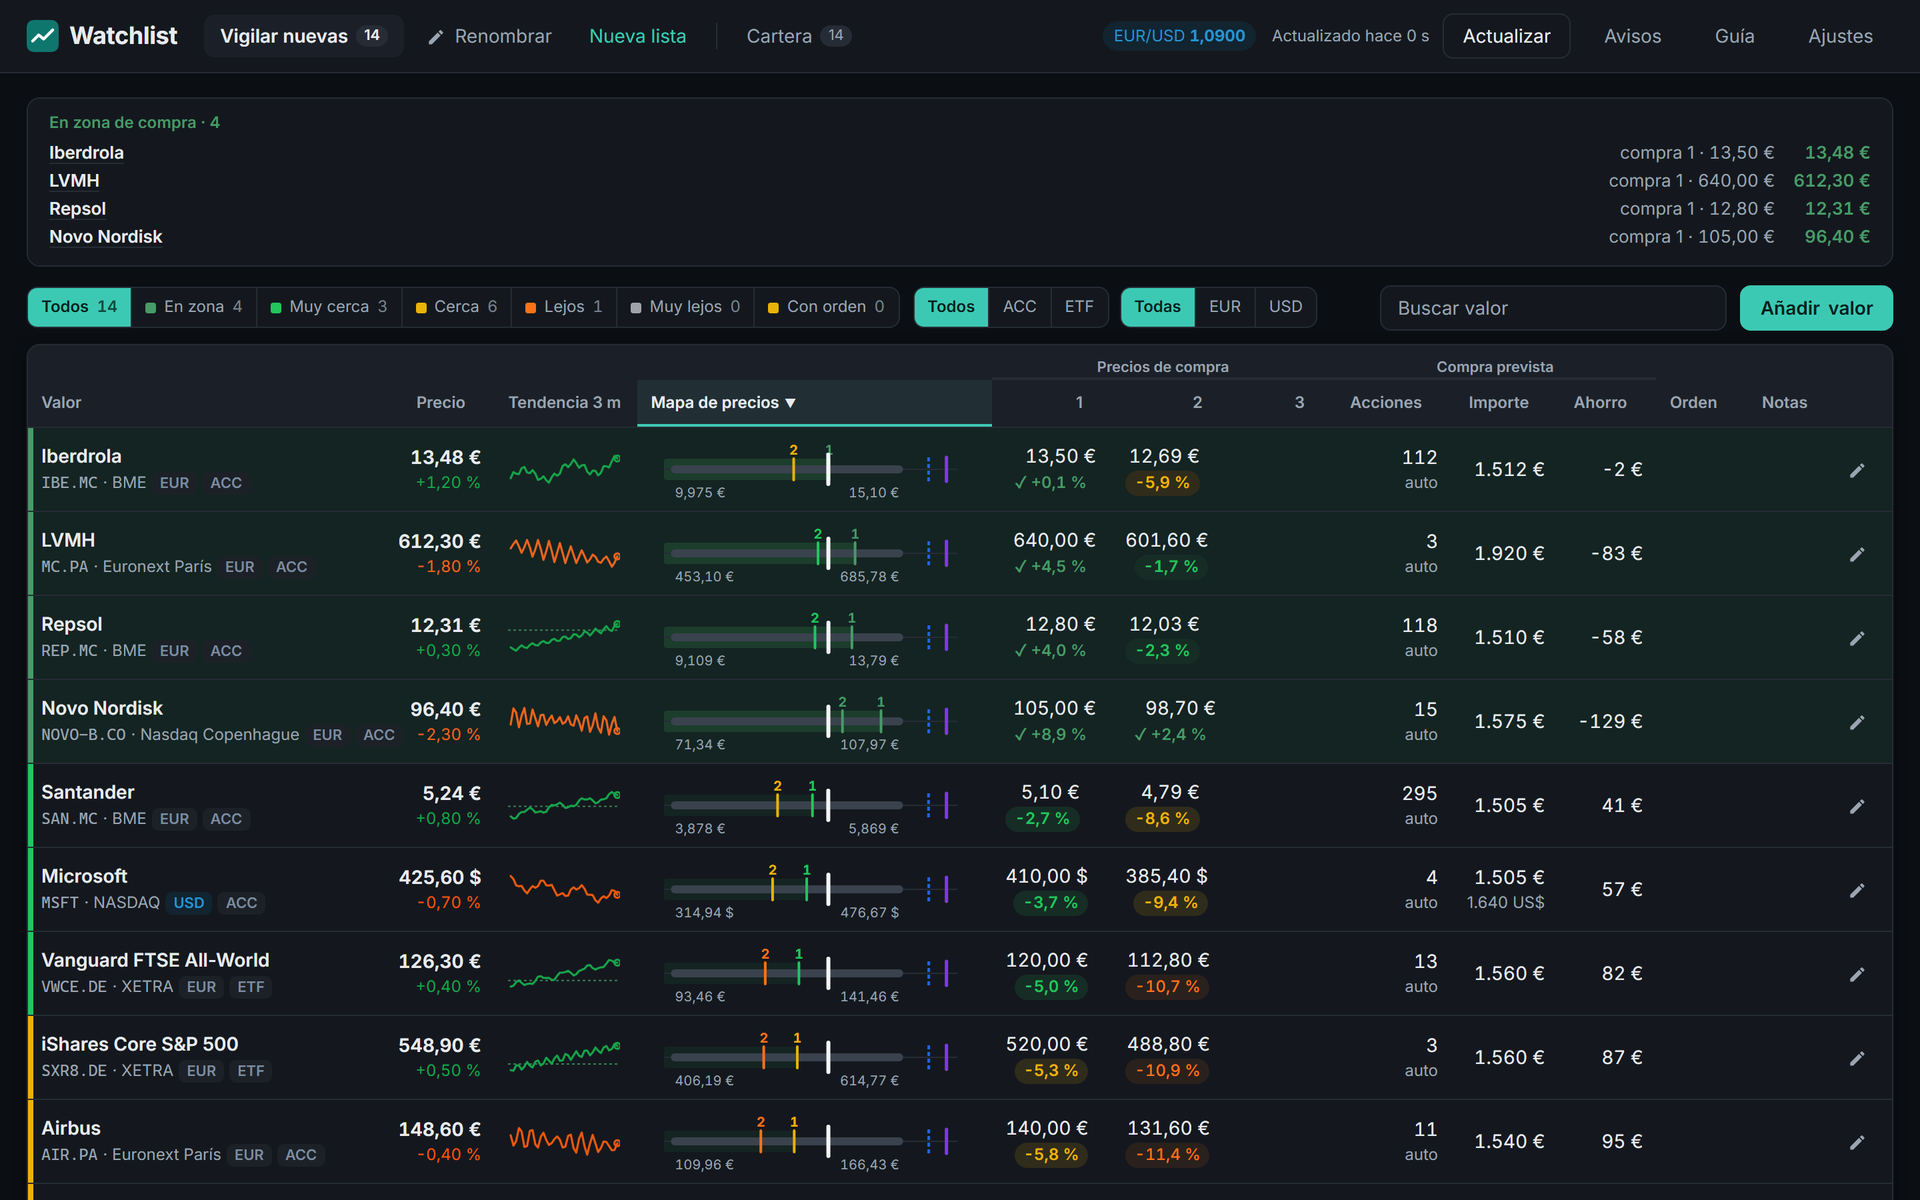 Watchlist Vigilar nuevas 14 Renombrar Nueva lista Cartera 14 EUR/USD 1,0900 Actualizado hace 0 s Actualizar Avisos Guía Ajustes
En zona de compra · 4
Iberdrola compra 1 · 13,50 € 13,48 €
LVMH compra 1 · 640,00 € 612,30 €
Repsol compra 1 · 12,80 € 12,31 €
Novo Nordisk compra 1 · 105,00 € 96,40 €
Todos 14 En zona 4 Muy cerca 3 Cerca 6 Lejos 1 Muy lejos 0 Con orden 0 Todos ACC ETF Todas EUR USD Buscar valor Añadir valor
Precios de compra Compra prevista
Valor Precio Tendencia 3 m Mapa de precios ▼ 1 2 3 Acciones Importe Ahorro Orden Notas
2 1
Iberdrola 13,48 € 13,50 € 12,69 € 112 1.512 € -2 €
IBE.MC · BME EUR ACC +1,20 % 9,975 € 15,10 € ✓ +0,1 % -5,9 % auto
2 1
LVMH 612,30 € 640,00 € 601,60 € 3 1.920 € -83 €
MC.PA · Euronext París EUR ACC -1,80 % 453,10 € 685,78 € ✓ +4,5 % -1,7 % auto
2 1
Repsol 12,31 € 12,80 € 12,03 € 118 1.510 € -58 €
REP.MC · BME EUR ACC +0,30 % 9,109 € 13,79 € ✓ +4,0 % -2,3 % auto
2 1
Novo Nordisk 96,40 € 105,00 € 98,70 € 15 1.575 € -129 €
NOVO-B.CO · Nasdaq Copenhague EUR ACC -2,30 % 71,34 € 107,97 € ✓ +8,9 % ✓ +2,4 % auto
2 1
Santander 5,24 € 5,10 € 4,79 € 295 1.505 € 41 €
SAN.MC · BME EUR ACC +0,80 % 3,878 € 5,869 € -2,7 % -8,6 % auto
2 1
Microsoft 425,60 $ 410,00 $ 385,40 $ 4 1.505 € 57 €
MSFT · NASDAQ USD ACC -0,70 % 314,94 $ 476,67 $ -3,7 % -9,4 % auto 1.640 US$
2 1
Vanguard FTSE All-World 126,30 € 120,00 € 112,80 € 13 1.560 € 82 €
VWCE.DE · XETRA EUR ETF +0,40 % 93,46 € 141,46 € -5,0 % -10,7 % auto
2 1
iShares Core S&P 500 548,90 € 520,00 € 488,80 € 3 1.560 € 87 €
SXR8.DE · XETRA EUR ETF +0,50 % 406,19 € 614,77 € -5,3 % -10,9 % auto
2 1
Airbus 148,60 € 140,00 € 131,60 € 11 1.540 € 95 €
AIR.PA · Euronext París EUR ACC -0,40 % 109,96 € 166,43 € -5,8 % -11,4 % auto